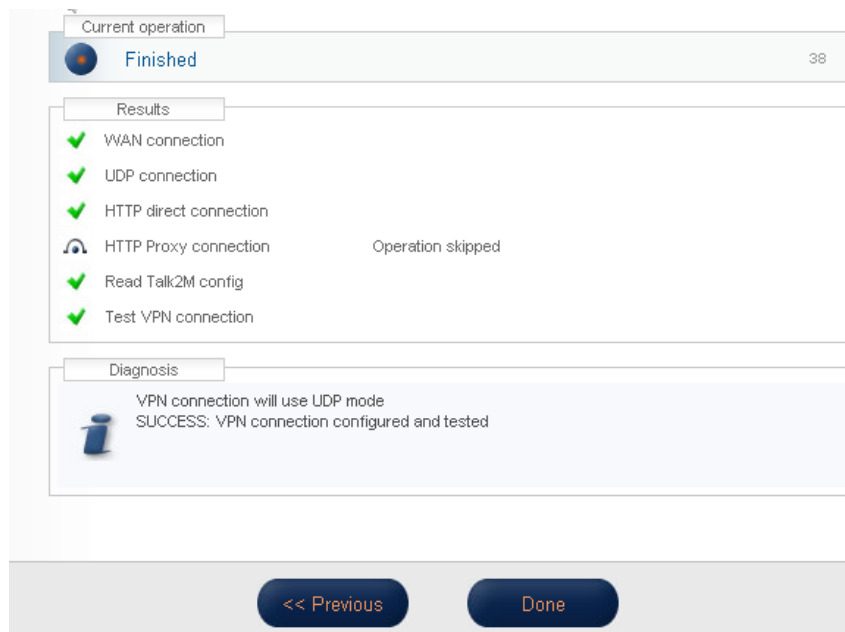 Current operation
Finished 38
Results
WAN connection
UDP connection
HTTP direct connection
HTTP Proxy connection Operation skipped
Read Talk2M config
Test VPN connection
Diagnosis
VPN connection will use UDP mode
SUCCESS: VPN connection configured and tested
<< Previous Done